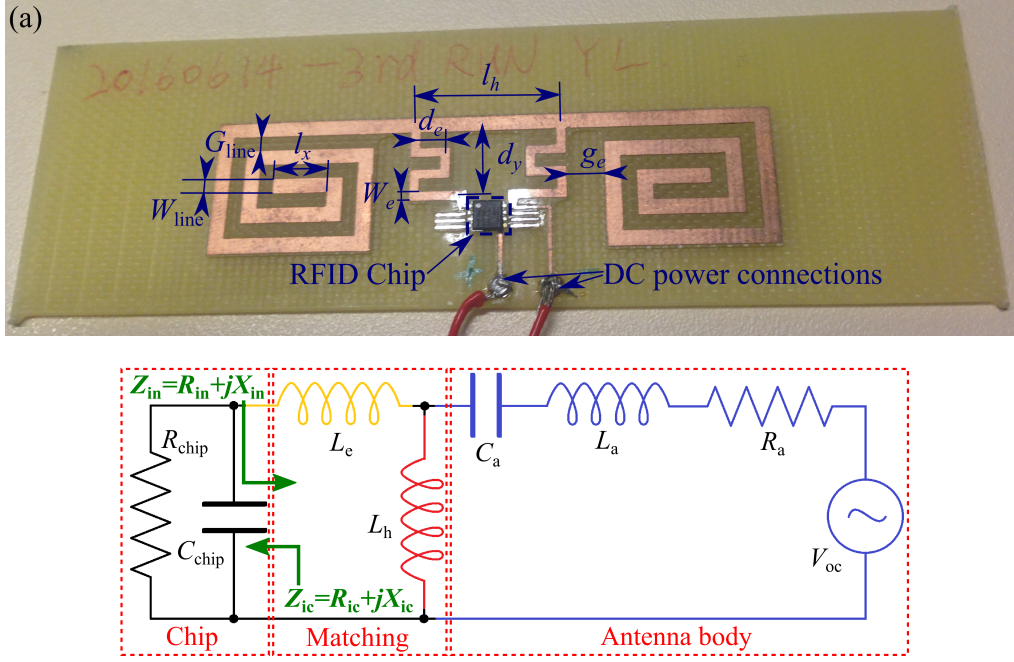 (a)
20160614 - 3rd RUN YL
l_h
d_e
G_line
l_x
d_y
g_e
W_line
W_e
RFID Chip
DC power connections
Z_in=R_in+jX_in
R_chip
L_e
C_a
L_a
R_a
L_h
C_chip
V_oc
Z_ic=R_ic+jX_ic
Chip
Matching
Antenna body